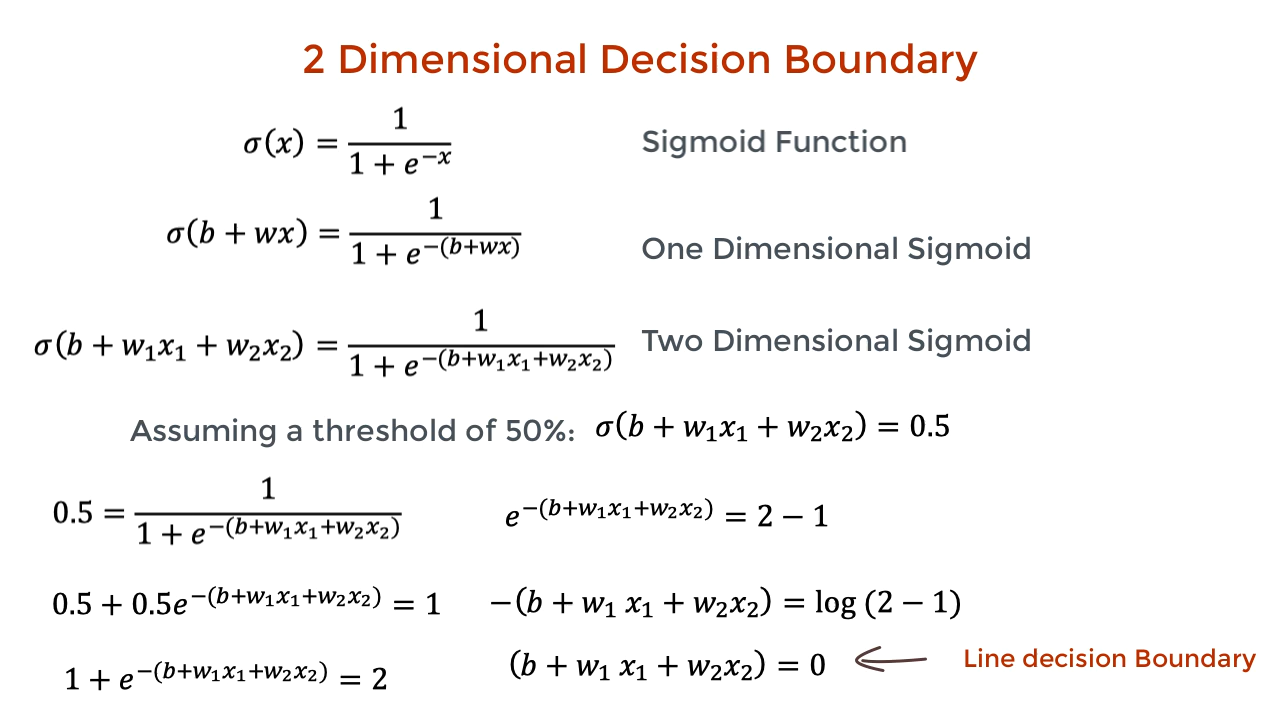 2 Dimensional Decision Boundary
σ(x) = 1 / (1 + e^−x)
Sigmoid Function
σ(b + wx) = 1 / (1 + e^−(b+wx))
One Dimensional Sigmoid
σ(b + w₁x₁ + w₂x₂) = 1 / (1 + e^−(b+w₁x₁+w₂x₂))
Two Dimensional Sigmoid
Assuming a threshold of 50%: σ(b + w₁x₁ + w₂x₂) = 0.5
0.5 = 1 / (1 + e^−(b+w₁x₁+w₂x₂))
0.5 + 0.5e^−(b+w₁x₁+w₂x₂) = 1
1 + e^−(b+w₁x₁+w₂x₂) = 2
e^−(b+w₁x₁+w₂x₂) = 2 − 1
−(b + w₁ x₁ + w₂x₂) = log (2 − 1)
(b + w₁ x₁ + w₂x₂) = 0
Line decision Boundary